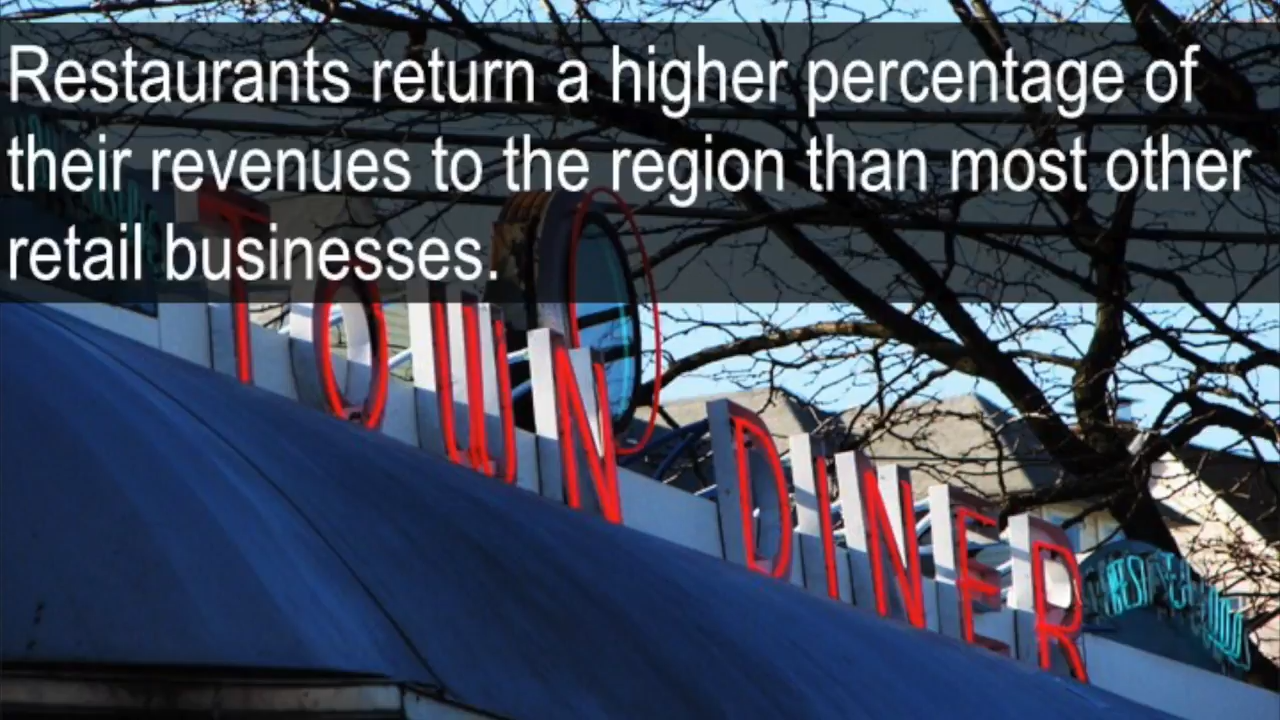 Restaurants return a higher percentage of
their revenues to the region than most other
retail businesses.
TOWN DINER